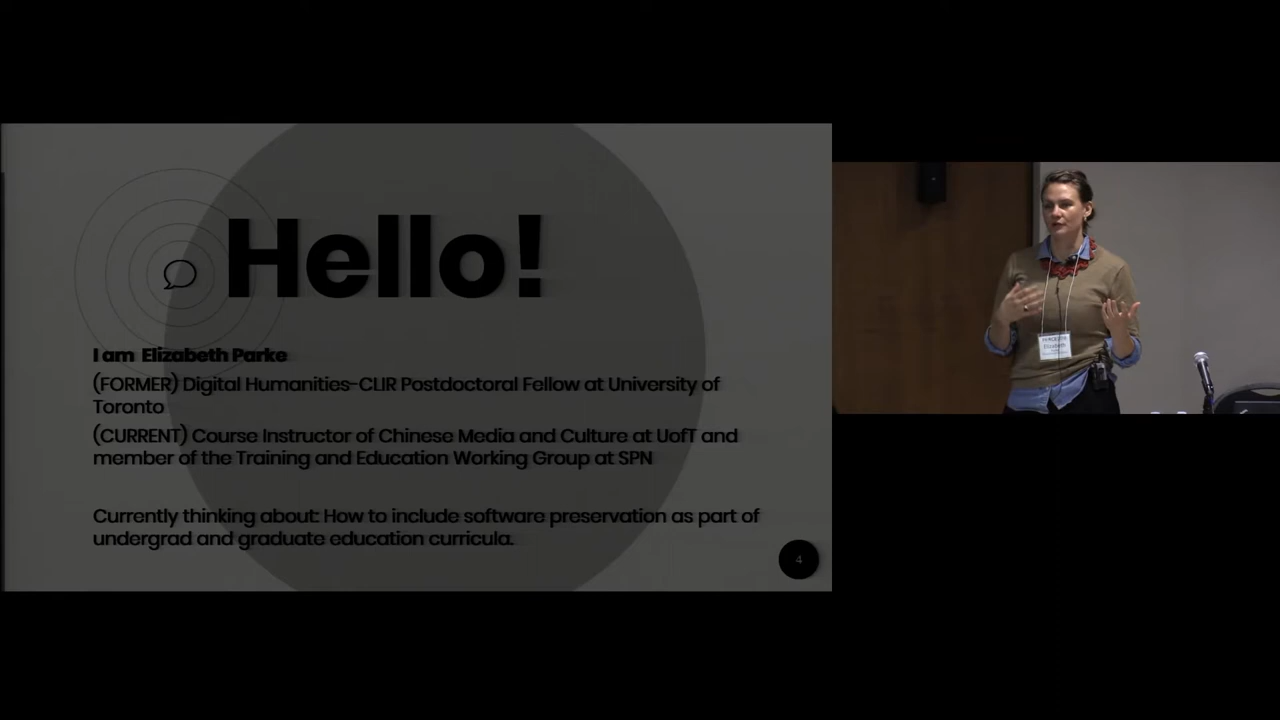 Hello!
I am Elizabeth Parke
(FORMER) Digital Humanities-CLIR Postdoctoral Fellow at University of
Toronto
(CURRENT) Course Instructor of Chinese Media and Culture at UofT and
member of the Training and Education Working Group at SPN
Currently thinking about: How to include software preservation as part of
undergrad and graduate education curricula.
4
Elizabeth